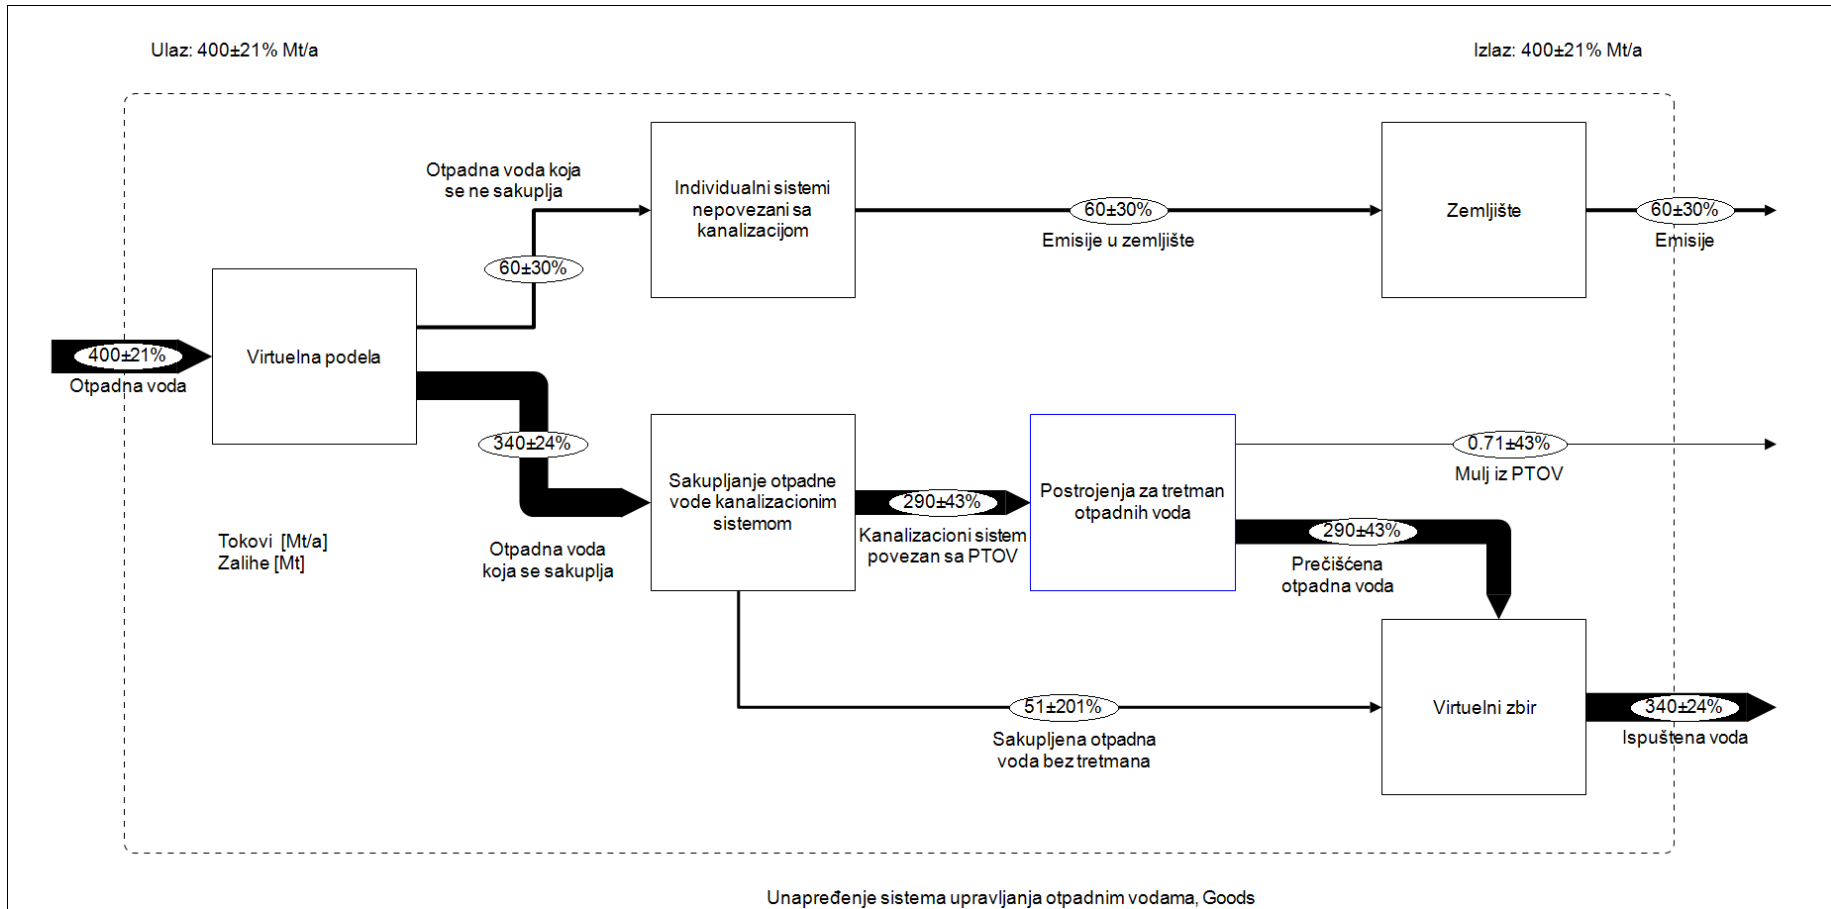 Ulaz: 400±21% Mt/a
Izlaz: 400±21% Mt/a
Otpadna voda koja
se ne sakuplja
Individualni sistemi
nepovezani sa
kanalizacijom
60±30%
Emisije u zemljište
Zemljište
60±30%
Emisije
60±30%
400±21%
Otpadna voda
Virtuelna podela
340±24%
Otpadna voda
koja se sakuplja
Tokovi [Mt/a]
Zalihe [Mt]
Sakupljanje otpadne
vode kanalizacionim
sistemom
290±43%
Kanalizacioni sistem
povezan sa PTOV
Postrojenja za tretman
otpadnih voda
0.71±43%
Mulj iz PTOV
290±43%
Prečišćena
otpadna voda
51±201%
Sakupljena otpadna
voda bez tretmana
Virtuelni zbir
340±24%
Ispuštena voda
Unapređenje sistema upravljanja otpadnim vodama, Goods